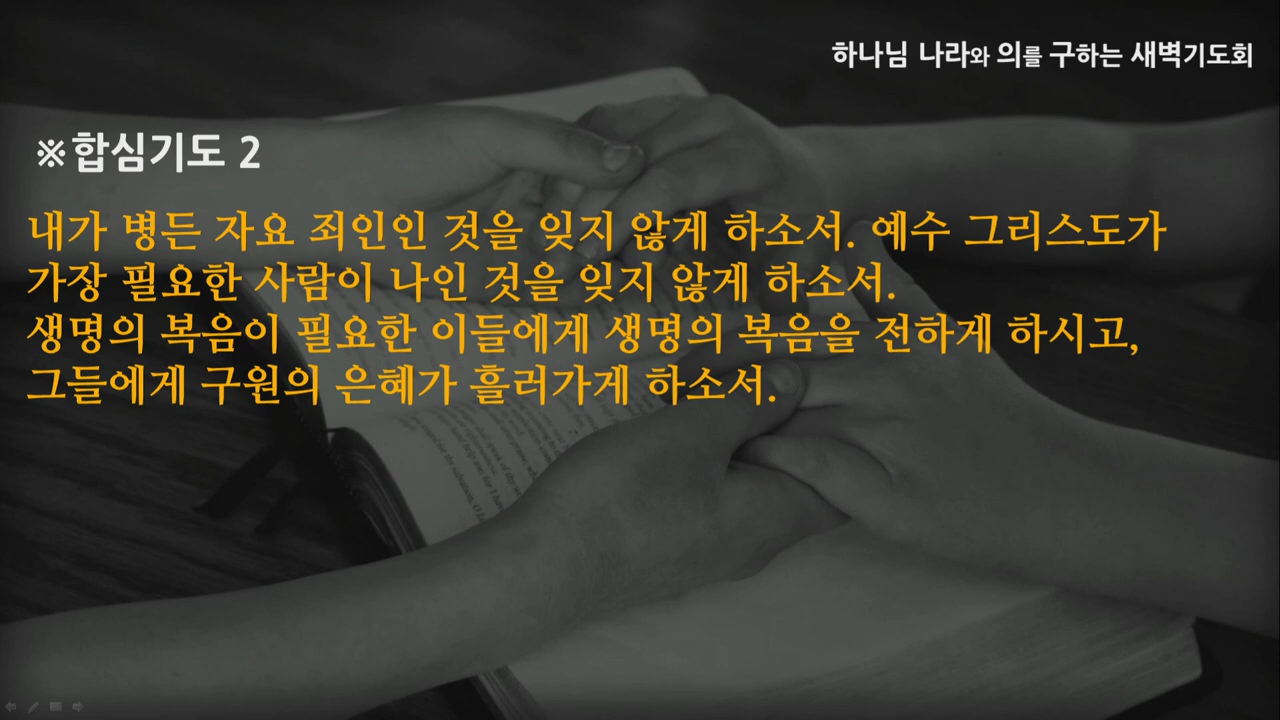 하나님 나라와 의를 구하는 새벽기도회
※합심기도 2
내가 병든 자요 죄인인 것을 잊지 않게 하소서. 예수 그리스도가
가장 필요한 사람이 나인 것을 잊지 않게 하소서.
생명의 복음이 필요한 이들에게 생명의 복음을 전하게 하시고,
그들에게 구원의 은혜가 흘러가게 하소서.